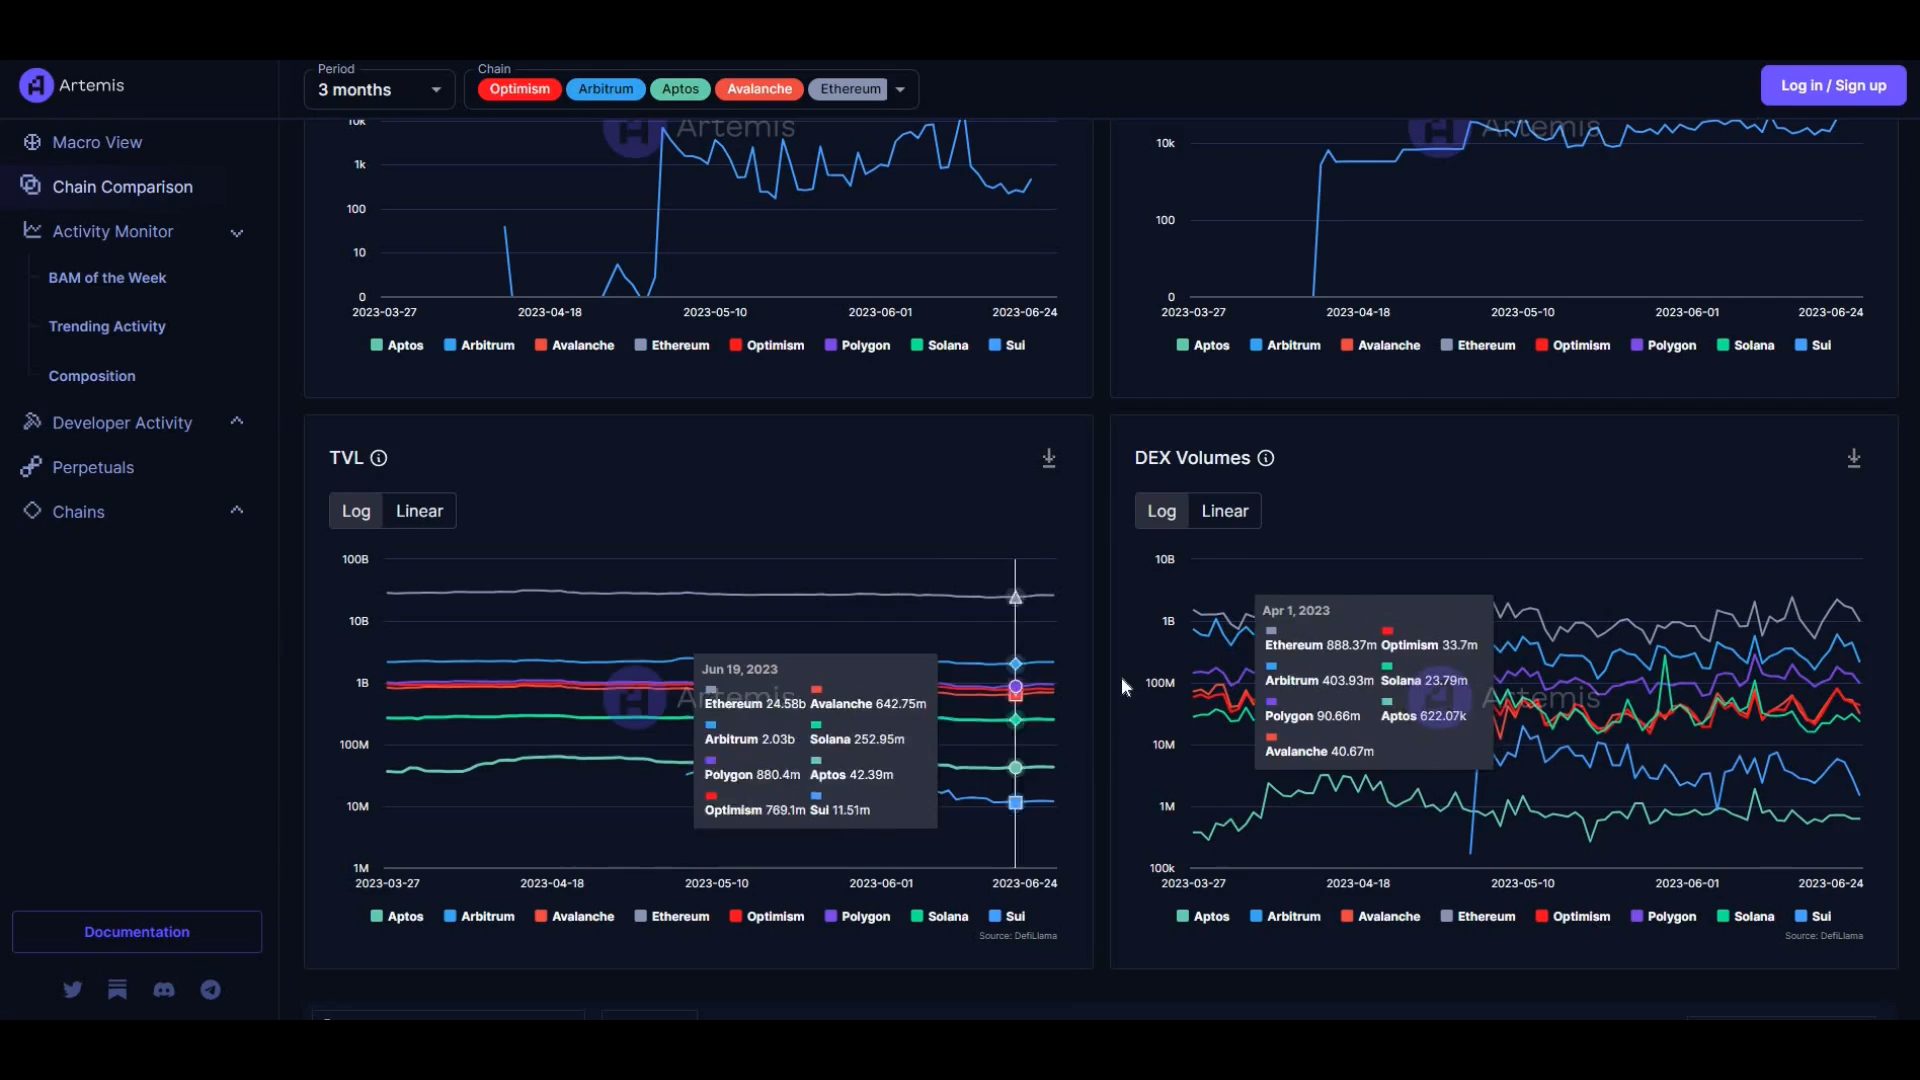 Artemis
Period
3 months
Chain
Optimism
Arbitrum
Aptos
Avalanche
Ethereum
Log in / Sign up
Macro View
Chain Comparison
Activity Monitor
BAM of the Week
Trending Activity
Composition
Developer Activity
Perpetuals
Chains
Documentation
Artemis
10k
1k
100
10
0
2023-03-27 2023-04-18 2023-05-10 2023-06-01 2023-06-24
Aptos Arbitrum Avalanche Ethereum Optimism Polygon Solana Sui
Artemis
10k
100
0
2023-03-27 2023-04-18 2023-05-10 2023-06-01 2023-06-24
Aptos Arbitrum Avalanche Ethereum Optimism Polygon Solana Sui
TVL
Log Linear
100B
10B
1B
100M
10M
1M
Artemis
Jun 19, 2023
Ethereum 24.58b Avalanche 642.75m
Arbitrum 2.03b Solana 252.95m
Polygon 880.4m Aptos 42.39m
Optimism 769.1m Sui 11.51m
2023-03-27 2023-04-18 2023-05-10 2023-06-01 2023-06-24
Aptos Arbitrum Avalanche Ethereum Optimism Polygon Solana Sui
Source: DefiLlama
DEX Volumes
Log Linear
10B
1B
100M
10M
1M
100k
Artemis
Apr 1, 2023
Ethereum 888.37m Optimism 33.7m
Arbitrum 403.93m Solana 23.79m
Polygon 90.66m Aptos 622.07k
Avalanche 40.67m
2023-03-27 2023-04-18 2023-05-10 2023-06-01 2023-06-24
Aptos Arbitrum Avalanche Ethereum Optimism Polygon Solana Sui
Source: DefiLlama